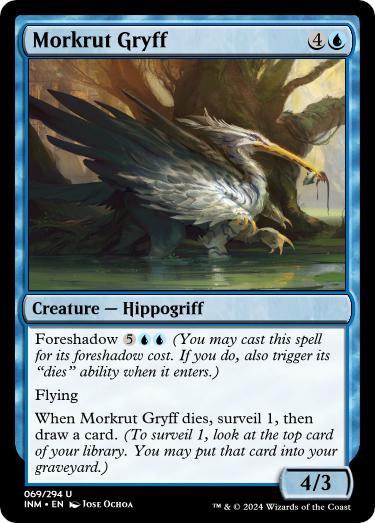 Morkrut Gryff 4
Creature — Hippogriff
Foreshadow 5 (You may cast this spell
for its foreshadow cost. If you do, also trigger its
“dies” ability when it enters.)
Flying
When Morkrut Gryff dies, surveil 1, then
draw a card. (To surveil 1, look at the top card
of your library. You may put that card into your
graveyard.)
4/3
069/294 U
INM • EN Jose Ochoa
™ & © 2024 Wizards of the Coast